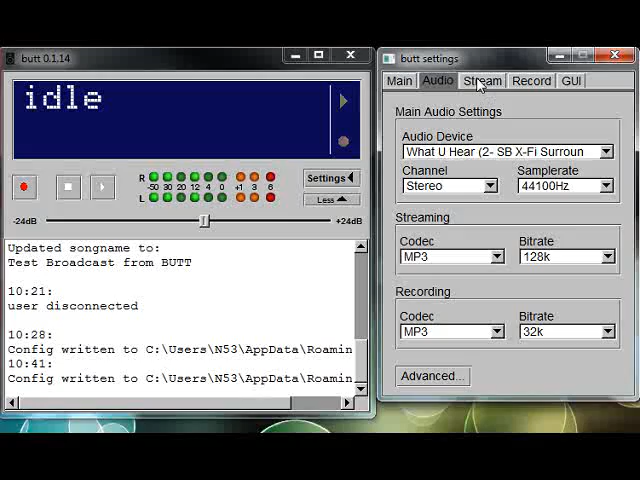 butt 0.1.14
idle
R
-50 30 20 12 4 0 +1 3 6
L
Settings
Less
-24dB
+24dB
Updated songname to:
Test Broadcast from BUTT
10:21:
user disconnected
10:28:
Config written to C:\Users\N53\AppData\Roamin
10:41:
Config written to C:\Users\N53\AppData\Roamin
butt settings
Main Audio Stream Record GUI
Main Audio Settings
Audio Device
What U Hear (2- SB X-Fi Surroun
Channel Samplerate
Stereo 44100Hz
Streaming
Codec Bitrate
MP3 128k
Recording
Codec Bitrate
MP3 32k
Advanced...